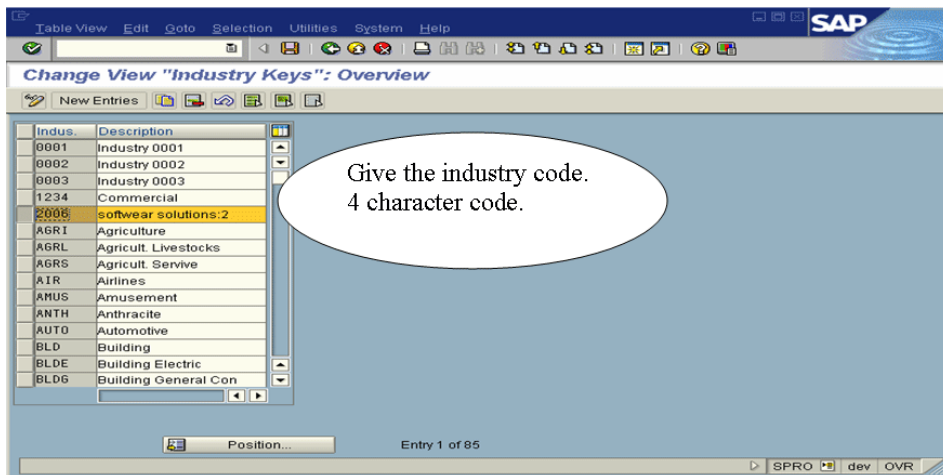 Table View Edit Goto Selection Utilities System Help
SAP
Change View "Industry Keys": Overview
New Entries
Indus. Description
0001 Industry 0001
0002 Industry 0002
0003 Industry 0003
1234 Commercial
2006 softwear solutions:2
AGRI Agriculture
AGRL Agricult. Livestocks
AGRS Agricult. Servive
AIR Airlines
AMUS Amusement
ANTH Anthracite
AUTO Automotive
BLD Building
BLDE Building Electric
BLDG Building General Con
Give the industry code.
4 character code.
Position... Entry 1 of 85
SPRO dev OVR